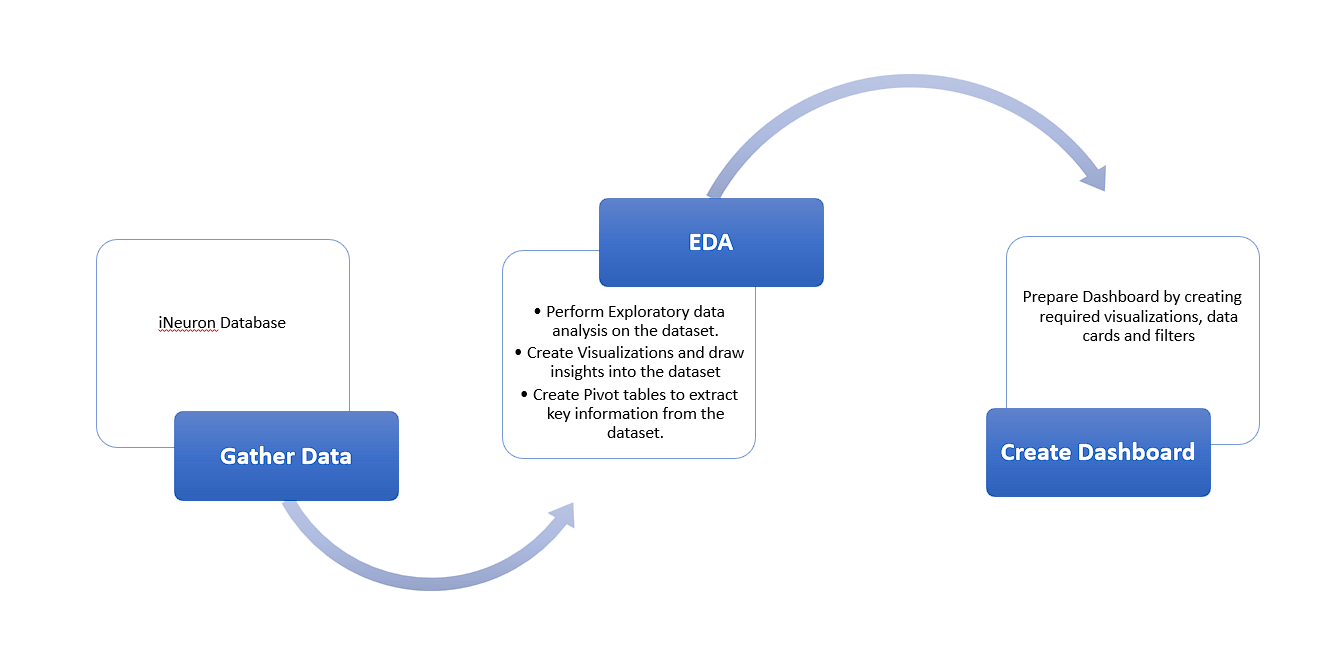 iNeuron Database
Gather Data
EDA
• Perform Exploratory data
analysis on the dataset.
• Create Visualizations and draw
insights into the dataset
• Create Pivot tables to extract
key information from the
dataset.
Prepare Dashboard by creating
required visualizations, data
cards and filters
Create Dashboard